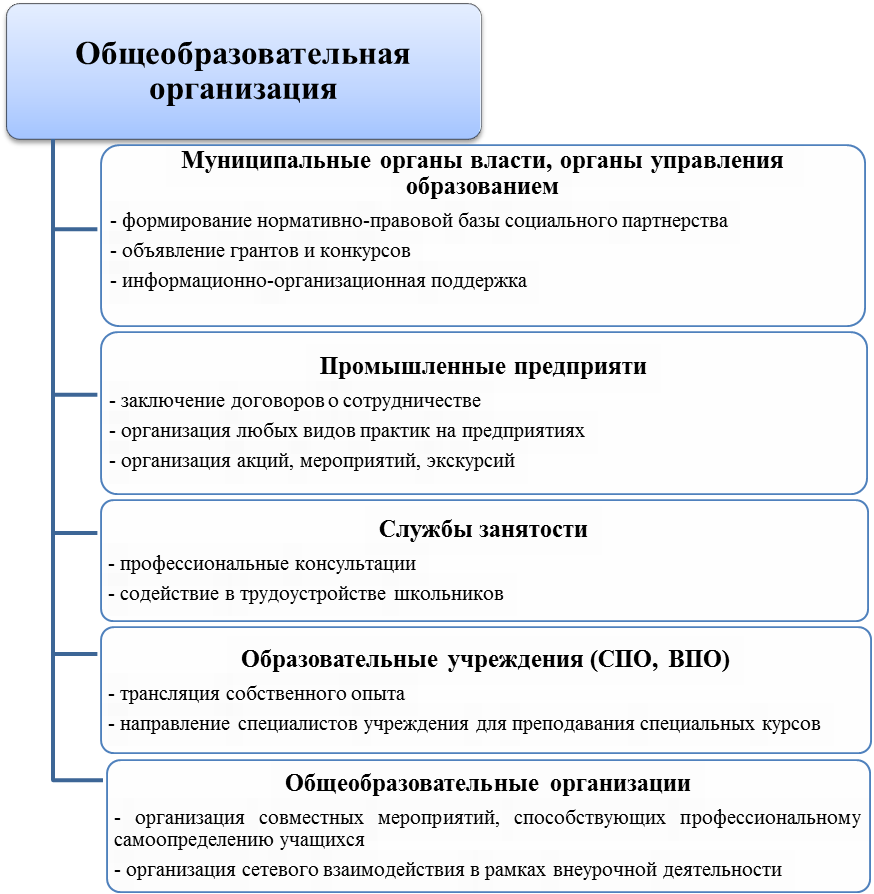 Общеобразовательная
организация
Муниципальные органы власти, органы управления
образованием
- формирование нормативно-правовой базы социального партнерства
- объявление грантов и конкурсов
- информационно-организационная поддержка
Промышленные предприяти
- заключение договоров о сотрудничестве
- организация любых видов практик на предприятиях
- организация акций, мероприятий, экскурсий
Службы занятости
- профессиональные консультации
- содействие в трудоустройстве школьников
Образовательные учреждения (СПО, ВПО)
- трансляция собственного опыта
- направление специалистов учреждения для преподавания специальных курсов
Общеобразовательные организации
- организация совместных мероприятий, способствующих профессиональному
самоопределению учащихся
- организация сетевого взаимодействия в рамках внеурочной деятельности